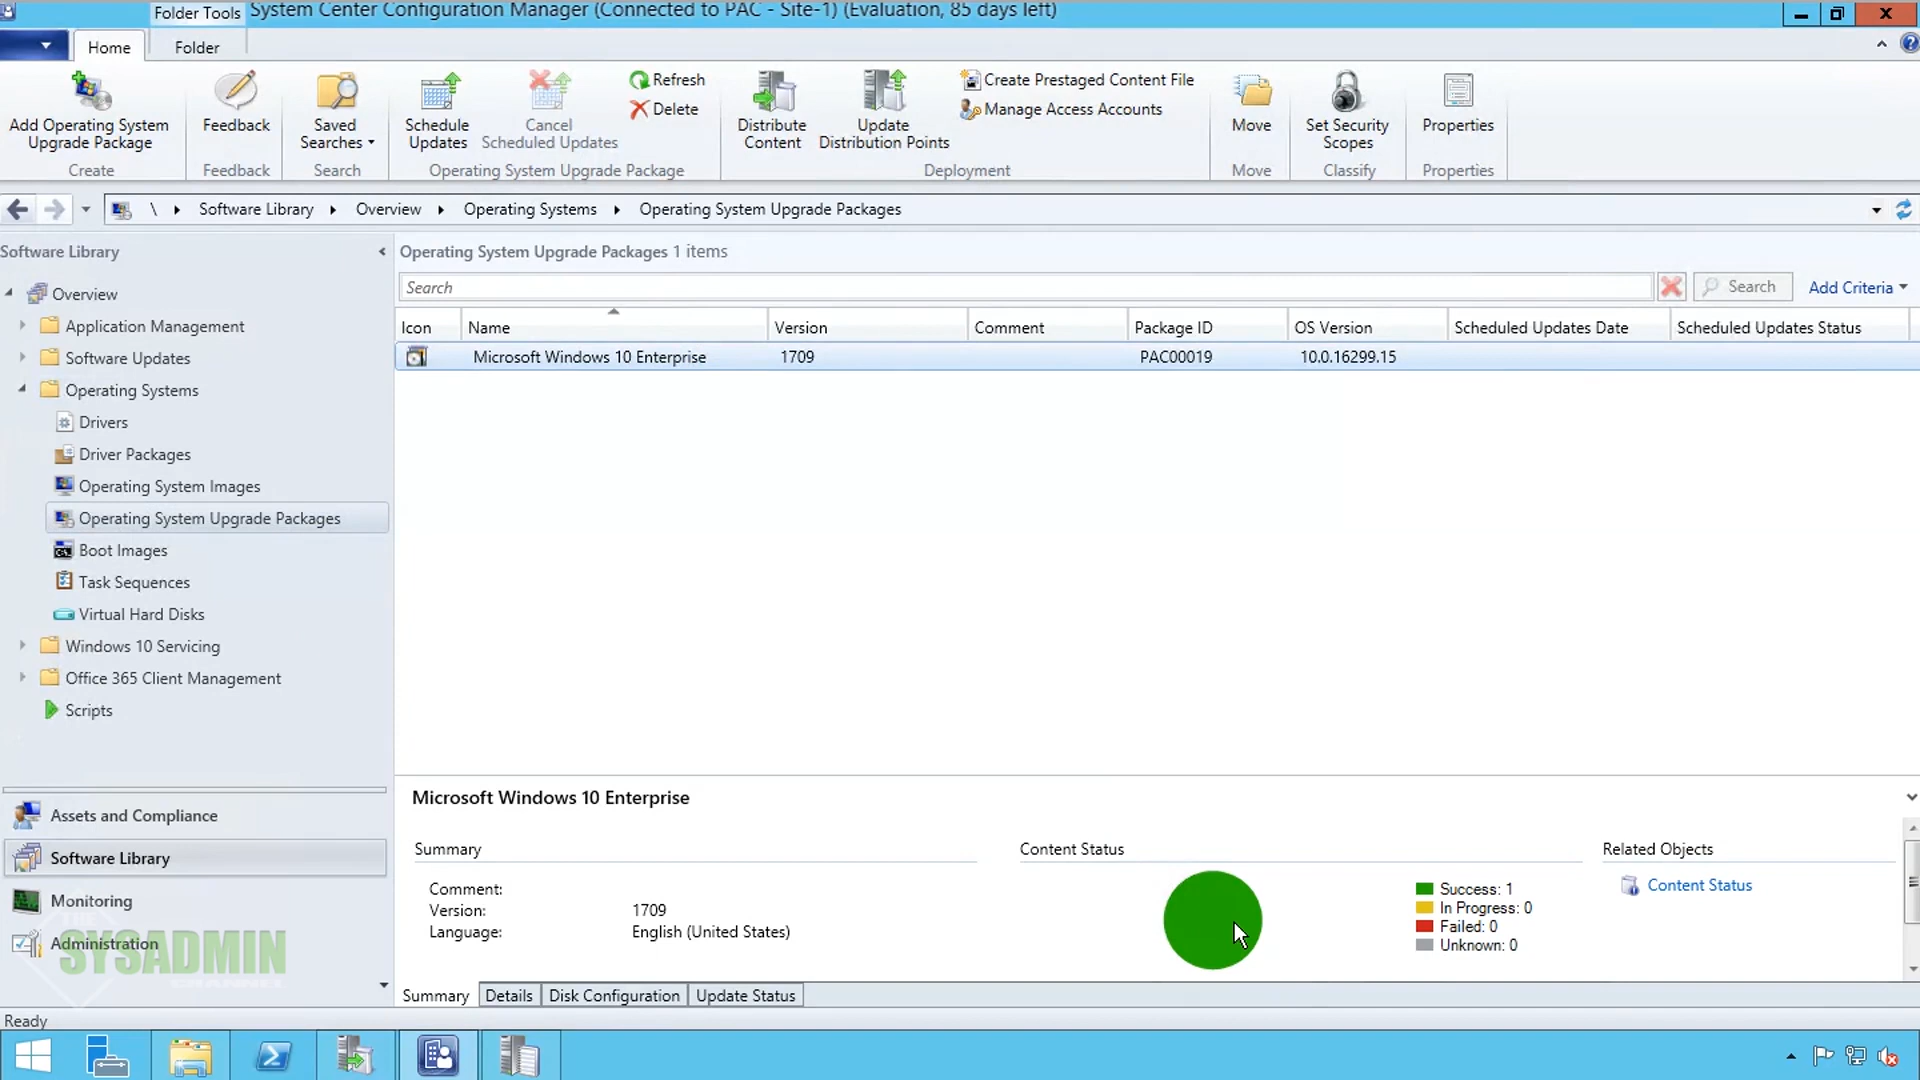 Folder Tools
System Center Configuration Manager (Connected to PAC - Site-1) (Evaluation, 85 days left)
Home
Folder
Add Operating System
Upgrade Package
Create
Feedback
Feedback
Saved
Searches
Search
Schedule
Updates
Cancel
Scheduled Updates
Refresh
Delete
Operating System Upgrade Package
Distribute
Content
Update
Distribution Points
Create Prestaged Content File
Manage Access Accounts
Deployment
Move
Move
Set Security
Scopes
Classify
Properties
Properties
\ Software Library Overview Operating Systems Operating System Upgrade Packages
Software Library
Overview
Application Management
Software Updates
Operating Systems
Drivers
Driver Packages
Operating System Images
Operating System Upgrade Packages
Boot Images
Task Sequences
Virtual Hard Disks
Windows 10 Servicing
Office 365 Client Management
Scripts
Assets and Compliance
Software Library
Monitoring
Administration
THE
SYSADMIN
CHANNEL
Operating System Upgrade Packages 1 items
Search
Search
Add Criteria
Icon Name Version Comment Package ID OS Version Scheduled Updates Date Scheduled Updates Status
Microsoft Windows 10 Enterprise 1709 PAC00019 10.0.16299.15
Microsoft Windows 10 Enterprise
Summary
Comment:
Version: 1709
Language: English (United States)
Content Status
Success: 1
In Progress: 0
Failed: 0
Unknown: 0
Related Objects
Content Status
Summary Details Disk Configuration Update Status
Ready